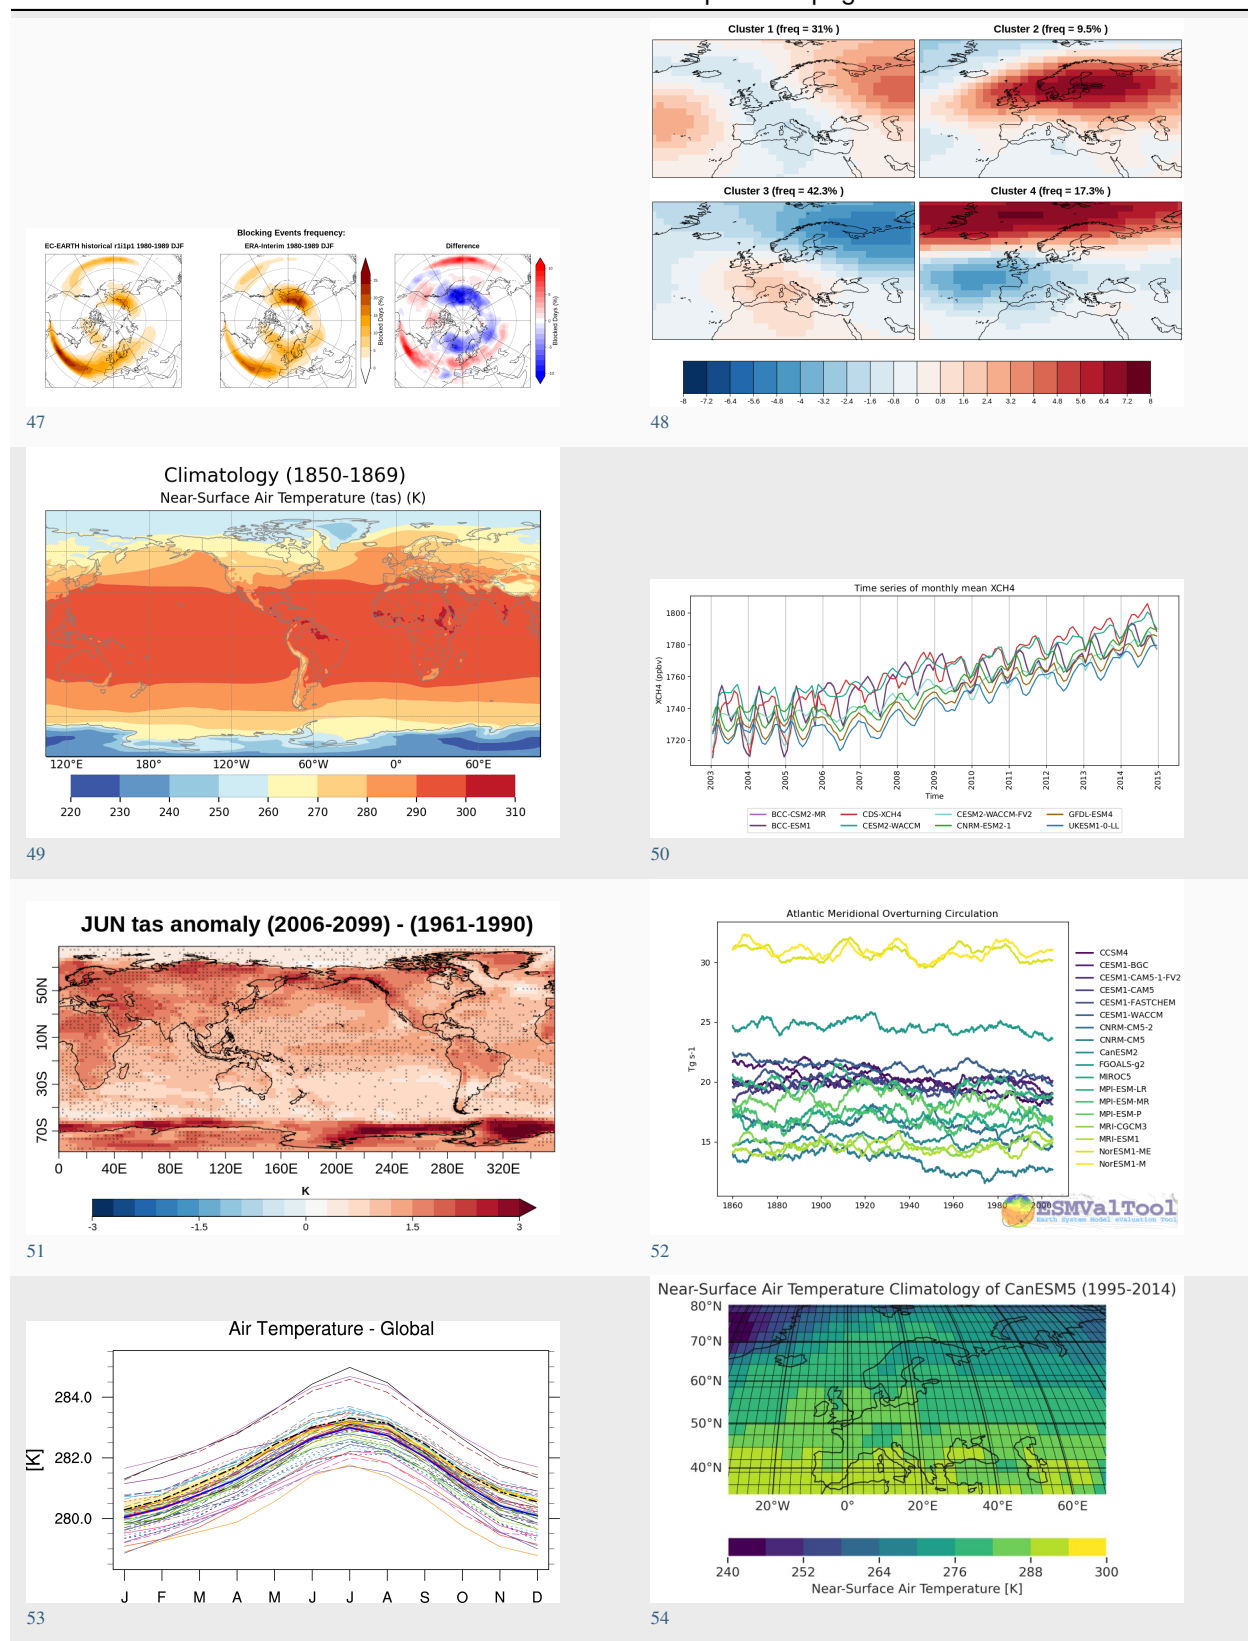 Cluster 1 (freq = 31% )
Cluster 2 (freq = 9.5% )
Cluster 3 (freq = 42.3% )
Cluster 4 (freq = 17.3% )
-8 -7.2 -6.4 -5.6 -4.8 -4 -3.2 -2.4 -1.6 -0.8 0 0.8 1.6 2.4 3.2 4 4.8 5.6 6.4 7.2 8
Blocking Events frequency:
EC-EARTH historical r1i1p1 1980-1989 DJF
ERA-Interim 1980-1989 DJF
Difference
Blocked Days (%)
Blocked Days (%)
47
48
Climatology (1850-1869)
Near-Surface Air Temperature (tas) (K)
120°E 180° 120°W 60°W 0° 60°E
220 230 240 250 260 270 280 290 300 310
49
Time series of monthly mean XCH4
XCH4 (ppbv)
1800
1780
1760
1740
1720
2003 2004 2005 2006 2007 2008 2009 2010 2011 2012 2013 2014 2015
Time
BCC-CSM2-MR CDS-XCH4 CESM2-WACCM-FV2 GFDL-ESM4
BCC-ESM1 CESM2-WACCM CNRM-ESM2-1 UKESM1-0-LL
50
JUN tas anomaly (2006-2099) - (1961-1990)
50N
10N
30S
70S
0 40E 80E 120E 160E 200E 240E 280E 320E
K
-3 -1.5 0 1.5 3
51
Atlantic Meridional Overturning Circulation
Tg s-1
30
25
20
15
1860 1880 1900 1920 1940 1960 1980 2000
CCSM4
CESM1-BGC
CESM1-CAM5-1-FV2
CESM1-CAM5
CESM1-FASTCHEM
CESM1-WACCM
CNRM-CM5-2
CNRM-CM5
CanESM2
FGOALS-g2
MIROC5
MPI-ESM-LR
MPI-ESM-MR
MPI-ESM-P
MRI-CGCM3
MRI-ESM1
NorESM1-ME
NorESM1-M
ESMValTool
Earth System Model eValuation Tool
52
Air Temperature - Global
[K]
284.0
282.0
280.0
J F M A M J J A S O N D
53
Near-Surface Air Temperature Climatology of CanESM5 (1995-2014)
80°N
70°N
60°N
50°N
40°N
20°W 0° 20°E 40°E 60°E
240 252 264 276 288 300
Near-Surface Air Temperature [K]
54